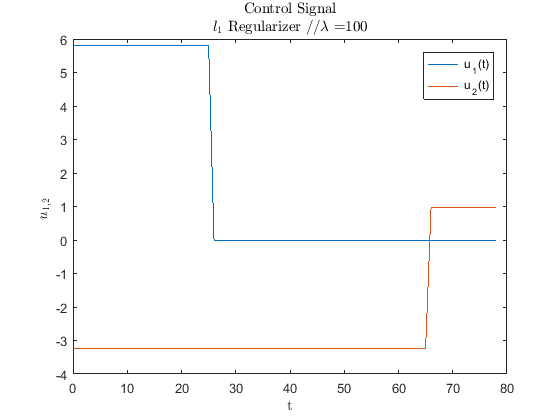 Control Signal
l₁ Regularizer //λ =100
u₁(t)
u₂(t)
6
5
4
3
2
1
0
-1
-2
-3
-4
u₁,₂
0 10 20 30 40 50 60 70 80
t